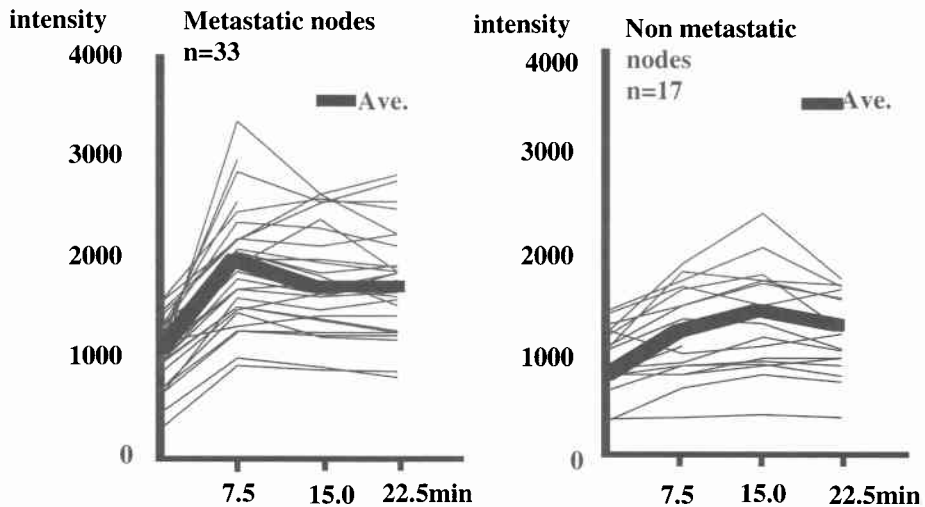 intensity
Metastatic nodes
n=33
4000
Ave.
3000
2000
1000
0
7.5 15.0 22.5min
intensity
Non metastatic
nodes
n=17
4000
Ave.
3000
2000
1000
0
7.5 15.0 22.5min